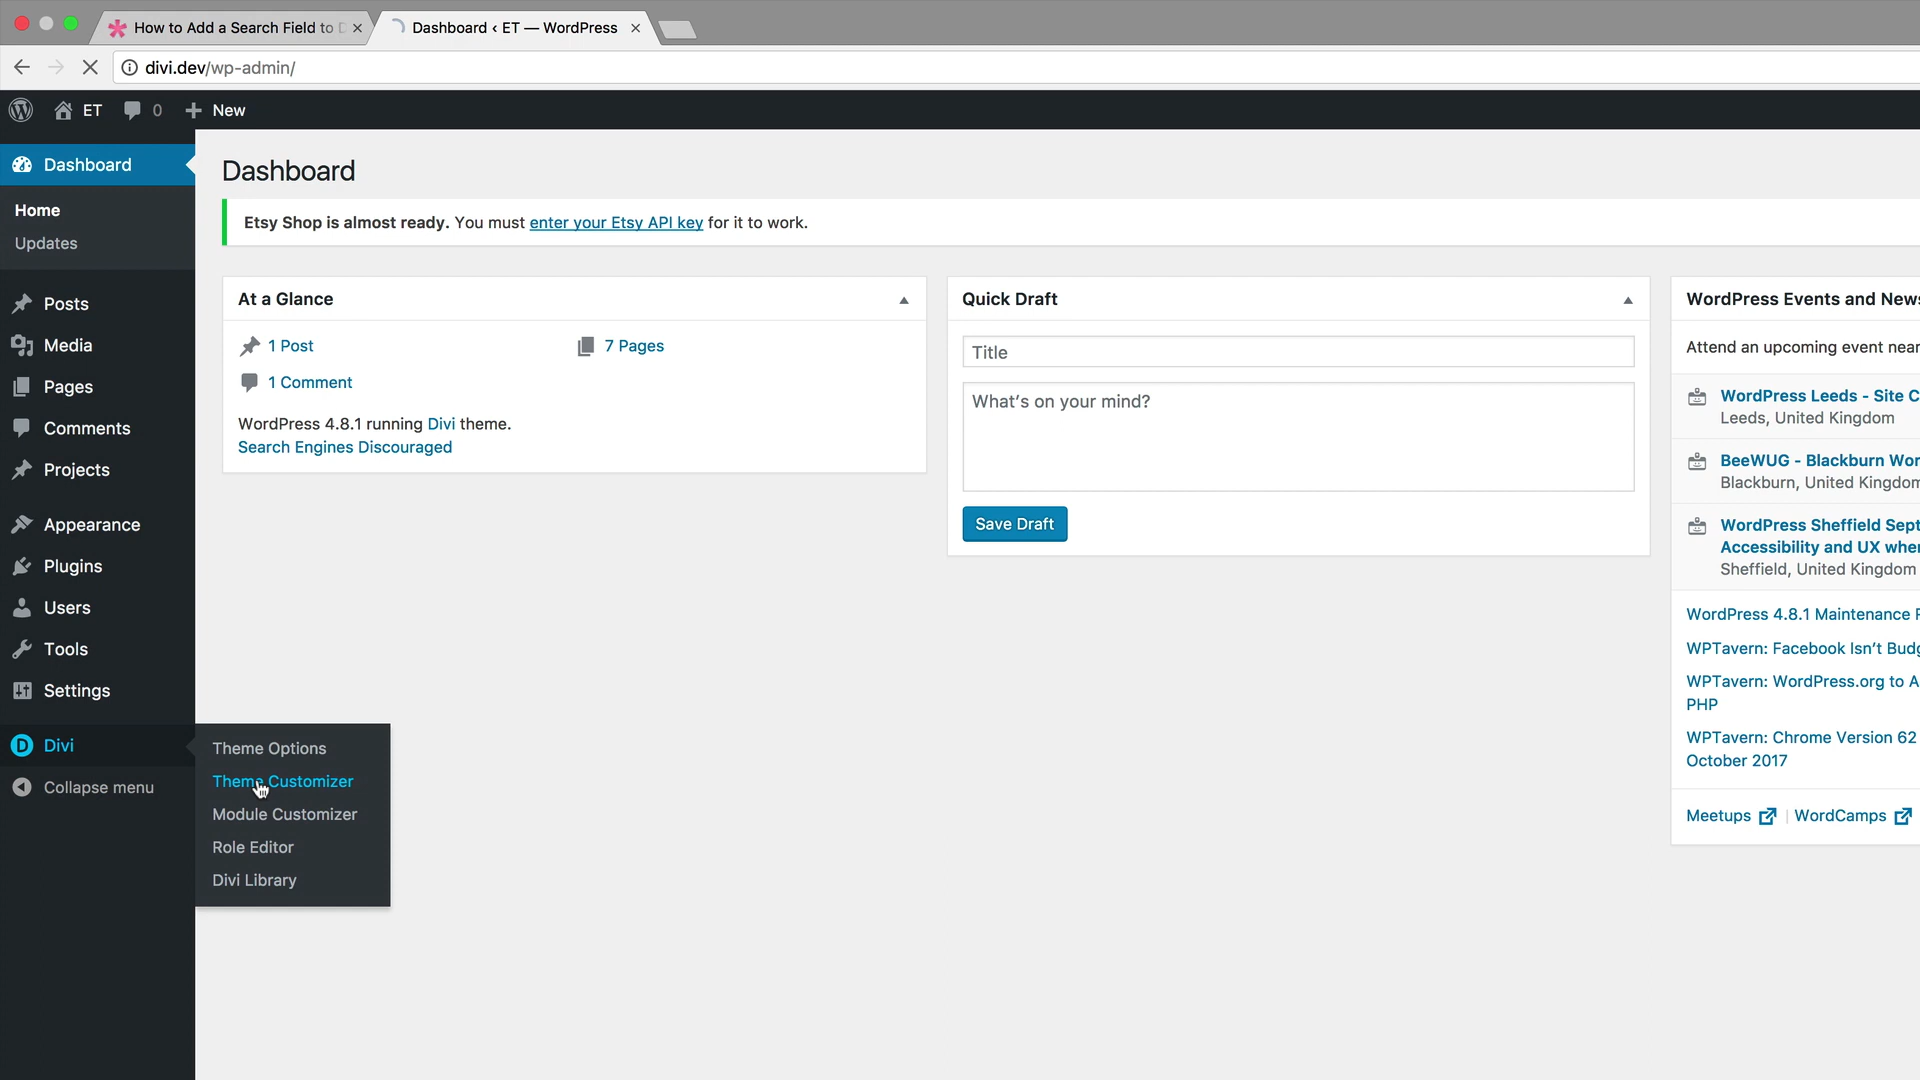 How to Add a Search Field to D
Dashboard ‹ ET — WordPress
divi.dev/wp-admin/
ET
0
New
Dashboard
Home
Updates
Posts
Media
Pages
Comments
Projects
Appearance
Plugins
Users
Tools
Settings
Divi
Collapse menu
Theme Options
Theme Customizer
Module Customizer
Role Editor
Divi Library
Dashboard
Etsy Shop is almost ready. You must enter your Etsy API key for it to work.
At a Glance
1 Post
7 Pages
1 Comment
WordPress 4.8.1 running Divi theme.
Search Engines Discouraged
Quick Draft
Title
What's on your mind?
Save Draft
WordPress Events and News
Attend an upcoming event near
WordPress Leeds - Site C
Leeds, United Kingdom
BeeWUG - Blackburn Wor
Blackburn, United Kingdom
WordPress Sheffield Sept
Accessibility and UX when
Sheffield, United Kingdom
WordPress 4.8.1 Maintenance R
WPTavern: Facebook Isn't Budg
WPTavern: WordPress.org to A
PHP
WPTavern: Chrome Version 62
October 2017
Meetups | WordCamps